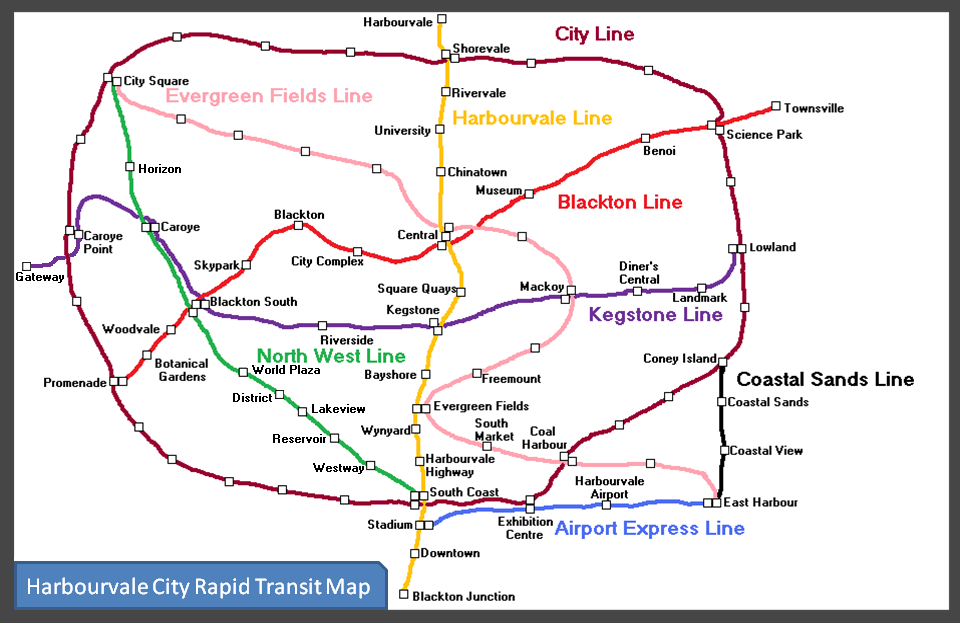 Harbourvale
City Line
Shorevale
City Square
Evergreen Fields Line
Rivervale
Harbourvale Line
Townsville
University
Science Park
Benoi
Horizon
Chinatown
Museum
Blackton Line
Blackton
Caroye
Central
Caroye
Point
Lowland
City Complex
Skypark
Diner's
Central
Gateway
Mackoy
Square Quays
Landmark
Blackton South
Kegstone
Kegstone Line
Woodvale
Riverside
North West Line
Coney Island
Botanical
Gardens
World Plaza
Bayshore
Freemount
Coastal Sands Line
Promenade
District
Lakeview
Evergreen Fields
Coastal Sands
South
Market
Wynyard
Coal
Harbour
Reservoir
Coastal View
Harbourvale
Highway
Westway
Harbourvale
Airport
South Coast
East Harbour
Stadium
Exhibition
Centre
Airport Express Line
Downtown
Harbourvale City Rapid Transit Map
Blackton Junction